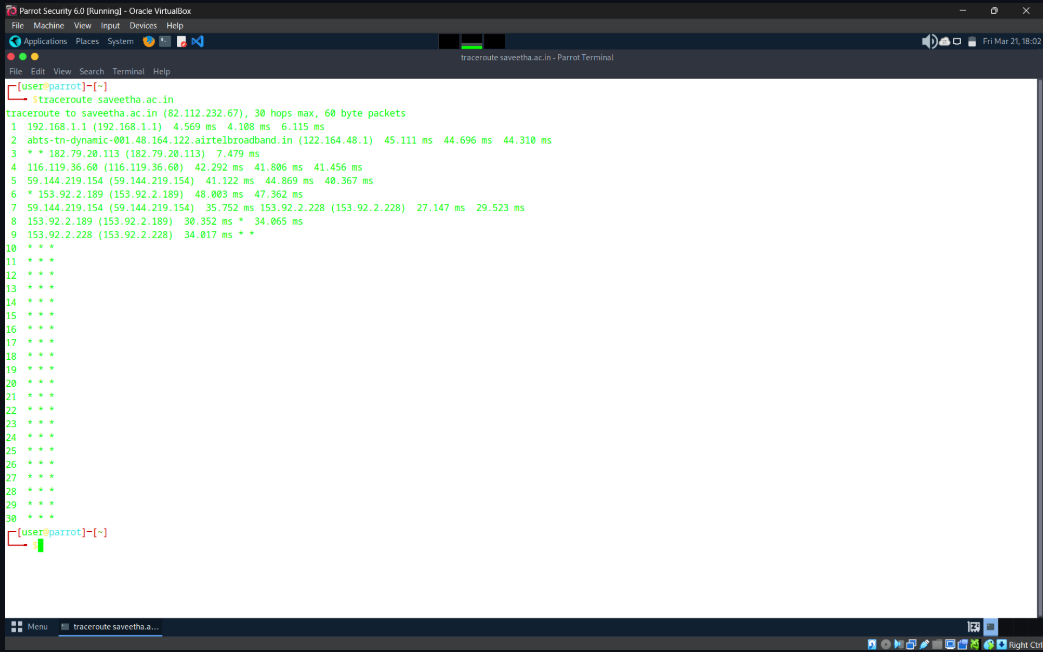 Parrot Security 6.0 [Running] - Oracle VirtualBox
File Machine View Input Devices Help
Applications Places System Fri Mar 21, 18:02
traceroute saveetha.ac.in - Parrot Terminal
File Edit View Search Terminal Help
┌─[user@parrot]─[~]
└──╼ $traceroute saveetha.ac.in
traceroute to saveetha.ac.in (82.112.232.67), 30 hops max, 60 byte packets
1 192.168.1.1 (192.168.1.1) 4.569 ms 4.108 ms 6.115 ms
2 abts-tn-dynamic-001.48.164.122.airtelbroadband.in (122.164.48.1) 45.111 ms 44.696 ms 44.310 ms
3 * * 182.79.20.113 (182.79.20.113) 7.479 ms
4 116.119.36.60 (116.119.36.60) 42.292 ms 41.806 ms 41.456 ms
5 59.144.219.154 (59.144.219.154) 41.122 ms 44.869 ms 40.367 ms
6 * 153.92.2.189 (153.92.2.189) 48.003 ms 47.362 ms
7 59.144.219.154 (59.144.219.154) 35.752 ms 153.92.2.228 (153.92.2.228) 27.147 ms 29.523 ms
8 153.92.2.189 (153.92.2.189) 30.352 ms * 34.065 ms
9 153.92.2.228 (153.92.2.228) 34.017 ms * *
10 * * *
11 * * *
12 * * *
13 * * *
14 * * *
15 * * *
16 * * *
17 * * *
18 * * *
19 * * *
20 * * *
21 * * *
22 * * *
23 * * *
24 * * *
25 * * *
26 * * *
27 * * *
28 * * *
29 * * *
30 * * *
┌─[user@parrot]─[~]
└──╼ $
Menu traceroute saveetha.a...
Right Ctrl